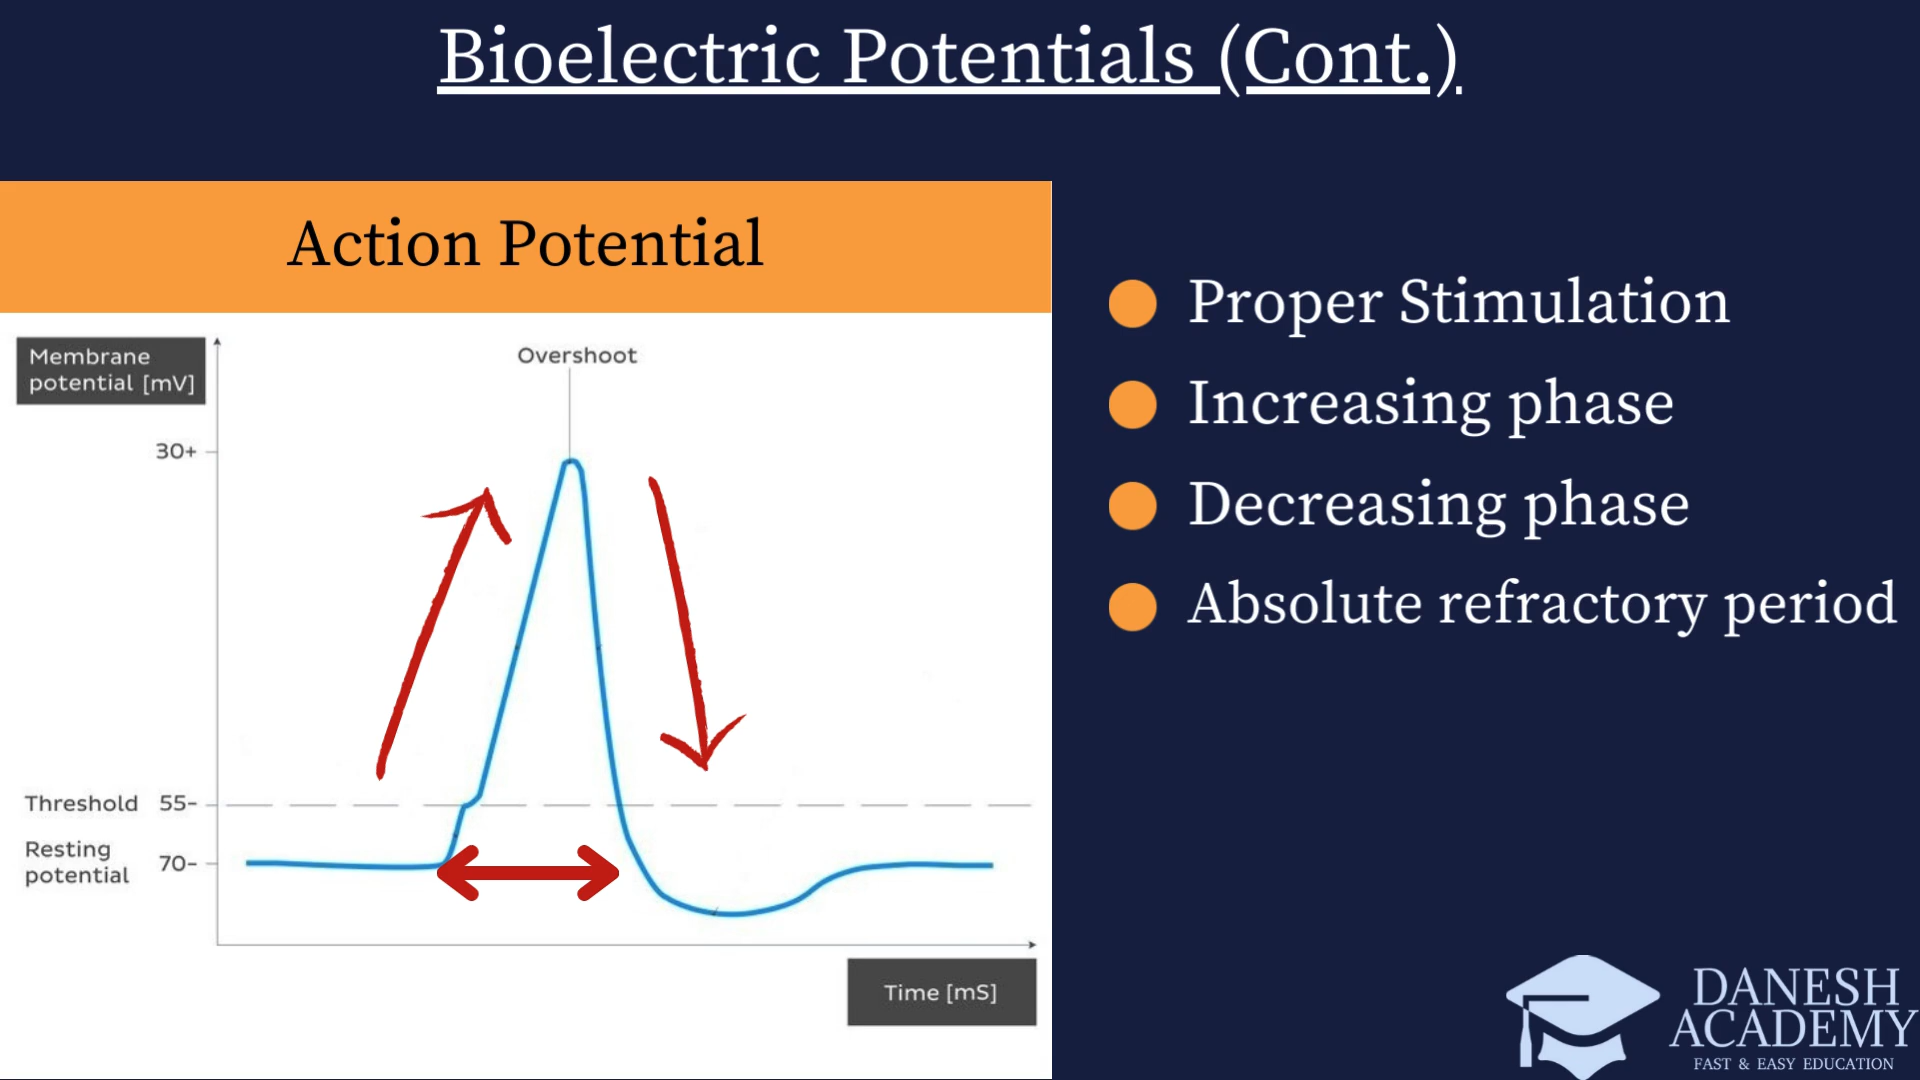 Bioelectric Potentials (Cont.)
Action Potential
Membrane
potential [mV]
Overshoot
30+
Threshold 55-
Resting
potential
70-
Time [mS]
Proper Stimulation
Increasing phase
Decreasing phase
Absolute refractory period
DANESH
ACADEMY
FAST & EASY EDUCATION